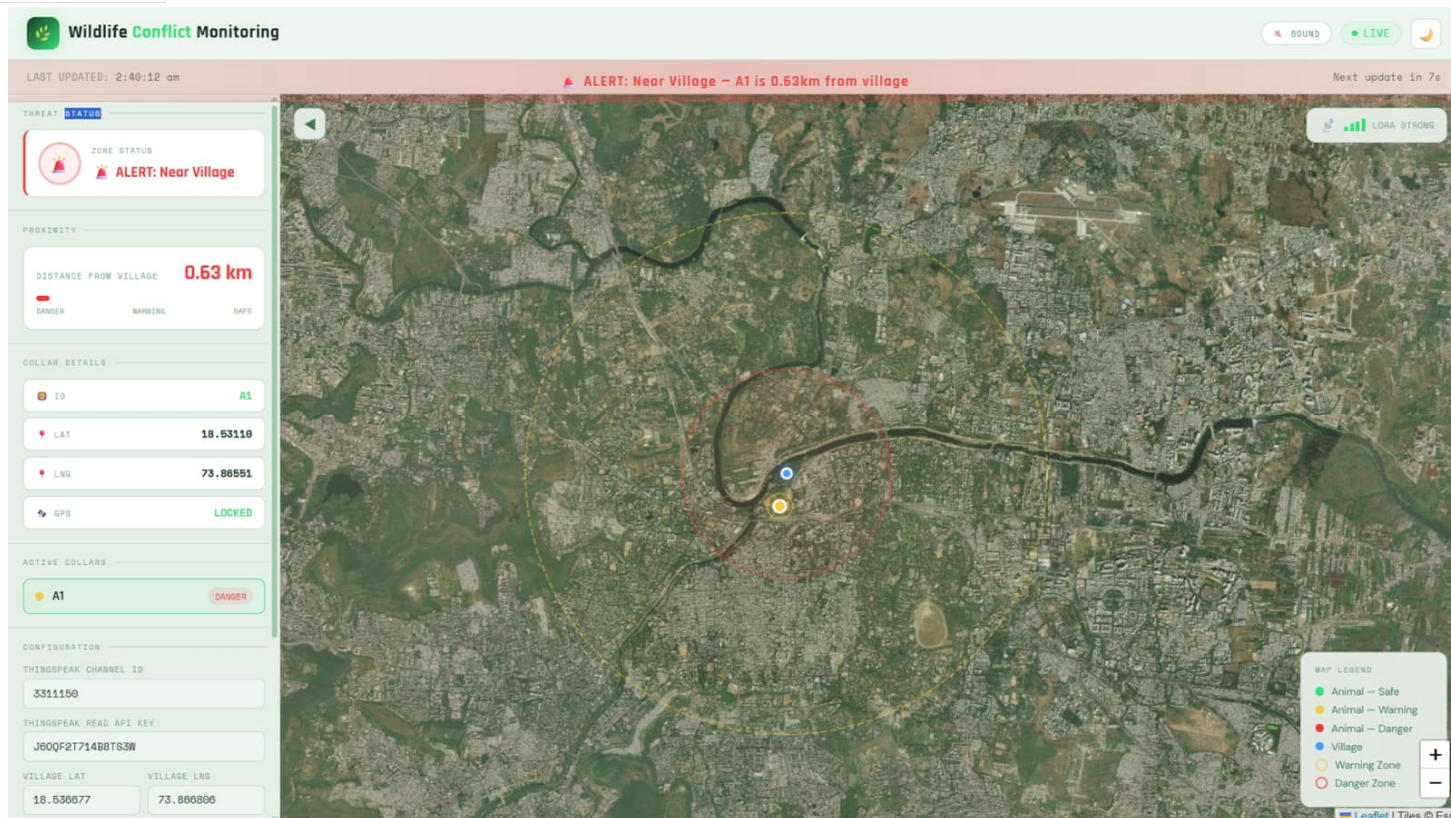 Wildlife Conflict Monitoring
SOUND
LIVE
LAST UPDATED: 2:40:12 am
ALERT: Near Village — A1 is 0.63km from village
Next update in 7s
THREAT STATUS
ZONE STATUS
ALERT: Near Village
PROXIMITY
DISTANCE FROM VILLAGE 0.63 km
DANGER WARNING SAFE
COLLAR DETAILS
ID A1
LAT 18.53110
LNG 73.86551
GPS LOCKED
ACTIVE COLLARS
A1 DANGER
CONFIGURATION
THINGSPEAK CHANNEL ID
3311150
THINGSPEAK READ API KEY
J6OQF2T714B8TS3W
VILLAGE LAT VILLAGE LNG
18.536677 73.866806
LORA STRONG
MAP LEGEND
Animal — Safe
Animal — Warning
Animal — Danger
Village
Warning Zone
Danger Zone
+
−
Leaflet | Tiles © Es